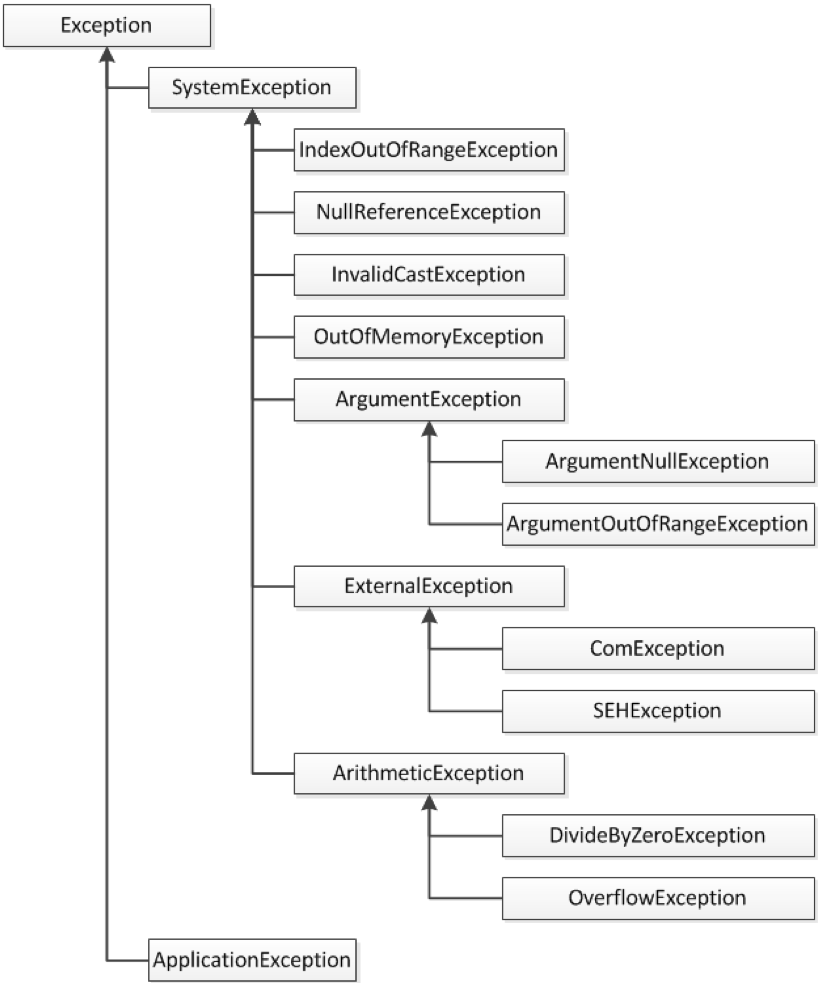 Exception
SystemException
IndexOutOfRangeException
NullReferenceException
InvalidCastException
OutOfMemoryException
ArgumentException
ArgumentNullException
ArgumentOutOfRangeException
ExternalException
ComException
SEHException
ArithmeticException
DivideByZeroException
OverflowException
ApplicationException